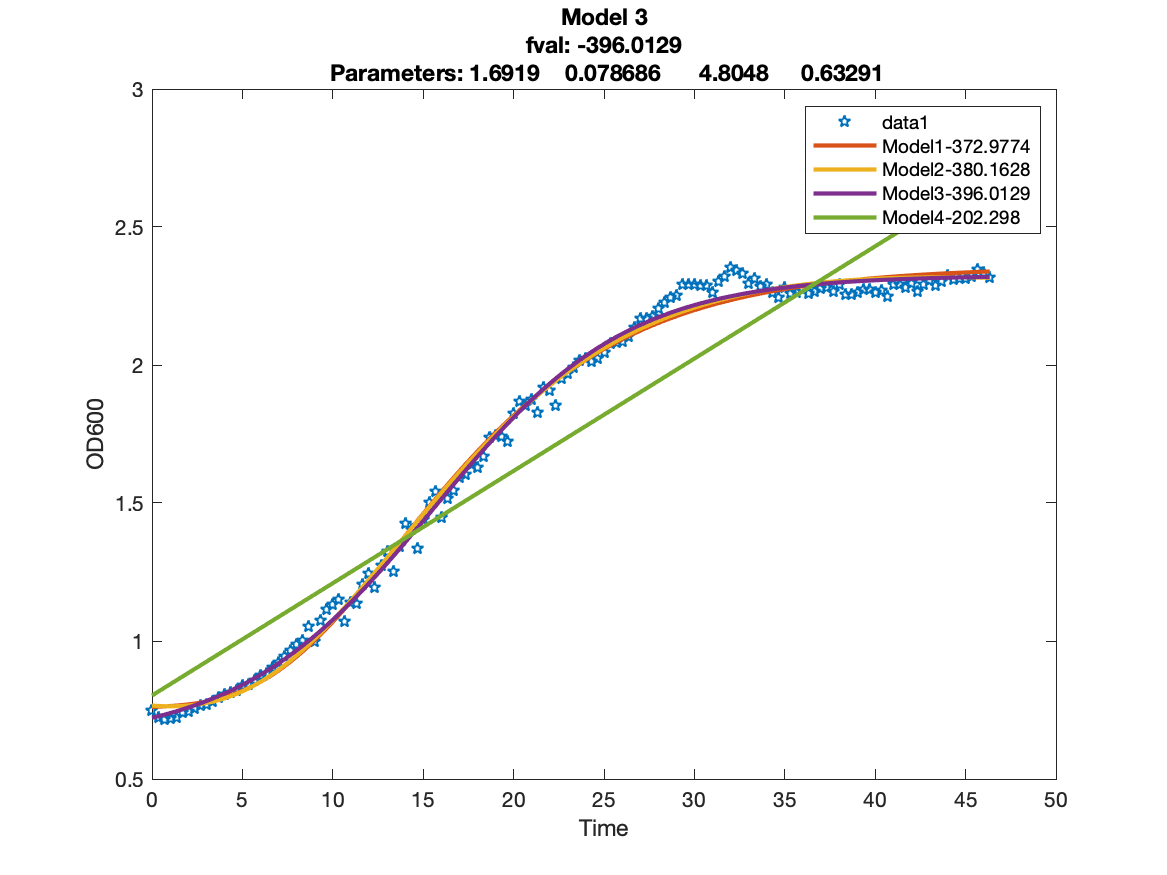 Model 3
fval: -396.0129
Parameters: 1.6919 0.078686 4.8048 0.63291
3
2.5
2
1.5
1
0.5
OD600
data1
Model1-372.9774
Model2-380.1628
Model3-396.0129
Model4-202.298
0 5 10 15 20 25 30 35 40 45 50
Time